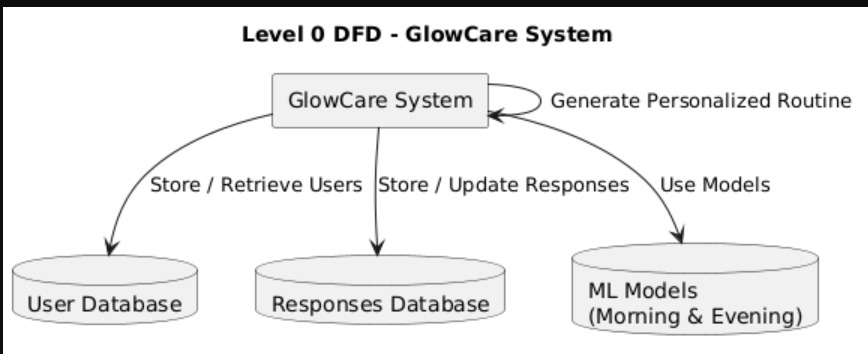 Level 0 DFD - GlowCare System
GlowCare System
Generate Personalized Routine
Store / Retrieve Users
Store / Update Responses
Use Models
User Database
Responses Database
ML Models
(Morning & Evening)